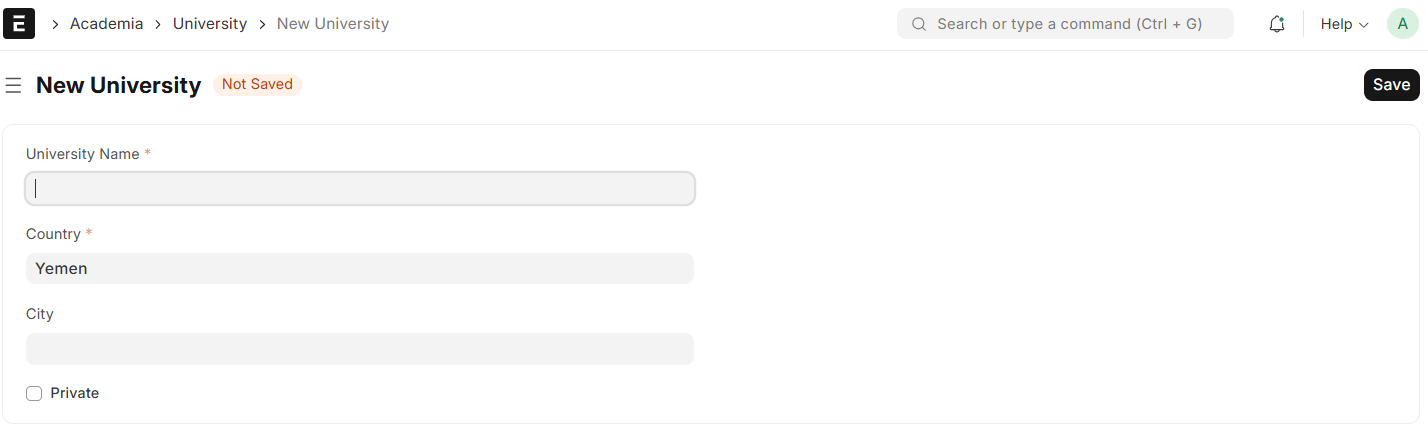 E Academia University New University Search or type a command (Ctrl + G) Help A
New University Not Saved Save
University Name *
Country *
Yemen
City
Private